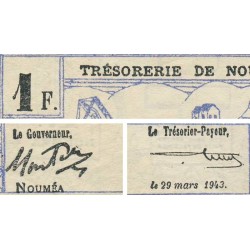 1 F.
TRÉSORERIE DE NOU
Le Gouverneur,
Le Trésorier-Payeur,
NOUMÉA
le 29 mars 1943.